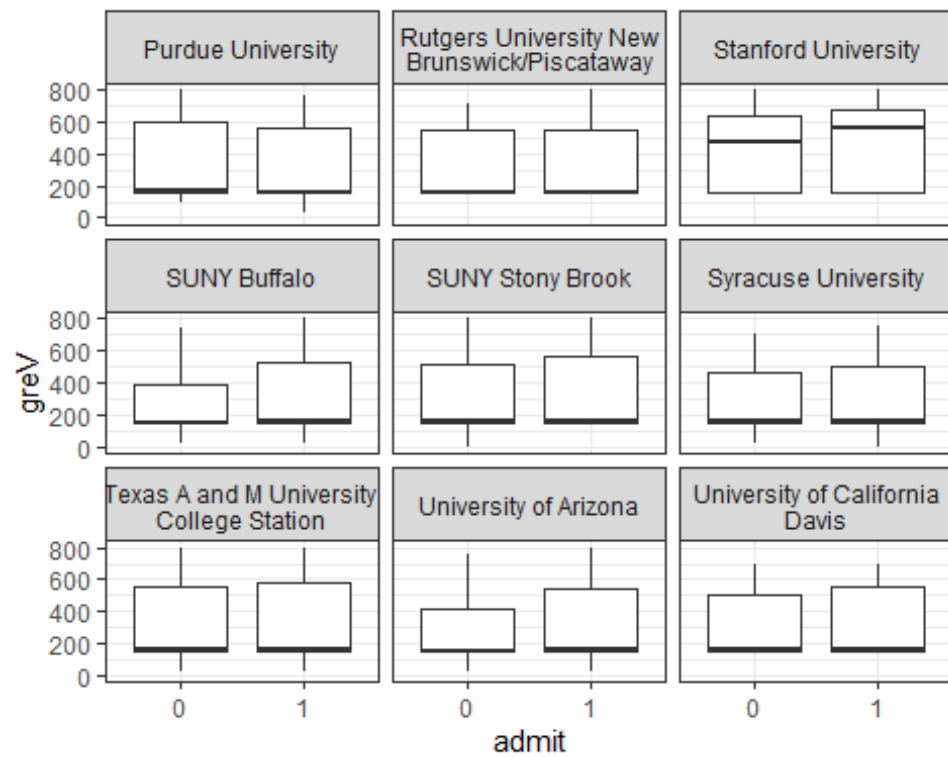 Purdue University
Rutgers University New
Brunswick/Piscataway
Stanford University
800
600
400
200
0
SUNY Buffalo
SUNY Stony Brook
Syracuse University
800
600
400
200
0
greV
Texas A and M University
College Station
University of Arizona
University of California
Davis
800
600
400
200
0
0 1 0 1 0 1
admit